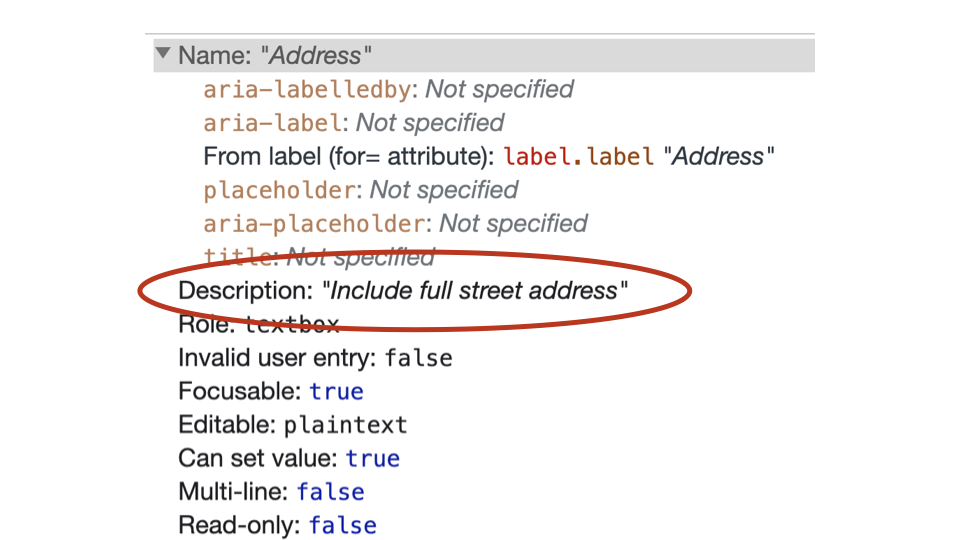 Name: "Address"
aria-labelledby: Not specified
aria-label: Not specified
From label (for= attribute): label.label "Address"
placeholder: Not specified
aria-placeholder: Not specified
title: Not specified
Description: "Include full street address"
Role: textbox
Invalid user entry: false
Focusable: true
Editable: plaintext
Can set value: true
Multi-line: false
Read-only: false